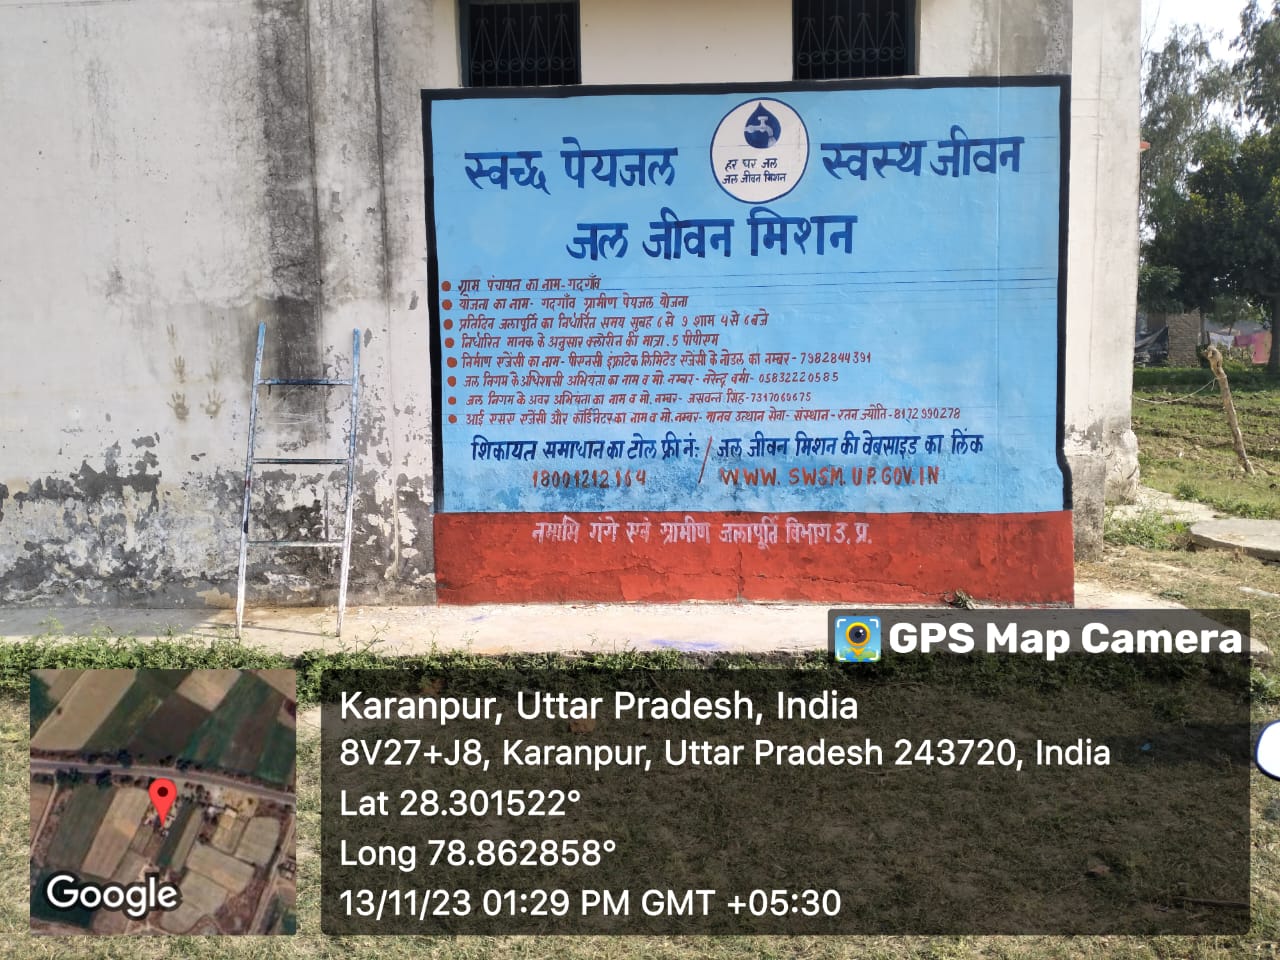 स्वच्छ पेयजल
हर घर जल
जल जीवन मिशन
स्वस्थ जीवन
जल जीवन मिशन
ग्राम पंचायत का नाम- गदगाँव
योजना का नाम- गदगाँव ग्रामीण पेयजल योजना
प्रतिदिन जलापूर्ति का निर्धारित समय सुबह 6 से 9 शाम 4 से 6 बजे
निर्धारित मानक के अनुसार क्लोरीन की मात्रा . 5 पीपीएम
निर्माण एजेंसी का नाम- पीएनसी इंफ्राटेक लिमिटेड एजेंसी के नोडल का नम्बर - 7982844391
जल निगम के अधिशासी अभियंता का नाम व मो. नम्बर- नरेन्द्र वर्मा- 05832220585
जल निगम के अवर अभियंता का नाम व मो. नम्बर- जसवन्त सिंह-7317069675
आई एसए एजेंसी और कॉर्डिनेटर का नाम व मो. नम्बर- मानव उत्थान सेवा- संस्थान - रतन ज्योति- 8172990278
शिकायत समाधान का टोल फ्री नं: / जल जीवन मिशन की वेबसाइड का लिंक
18001212164 / WWW. SWSM. UP. GOV. IN
नमामि गंगे एवं ग्रामीण जलापूर्ति विभाग उ. प्र.
GPS Map Camera
Karanpur, Uttar Pradesh, India
8V27+J8, Karanpur, Uttar Pradesh 243720, India
Lat 28.301522°
Long 78.862858°
13/11/23 01:29 PM GMT +05:30
Google